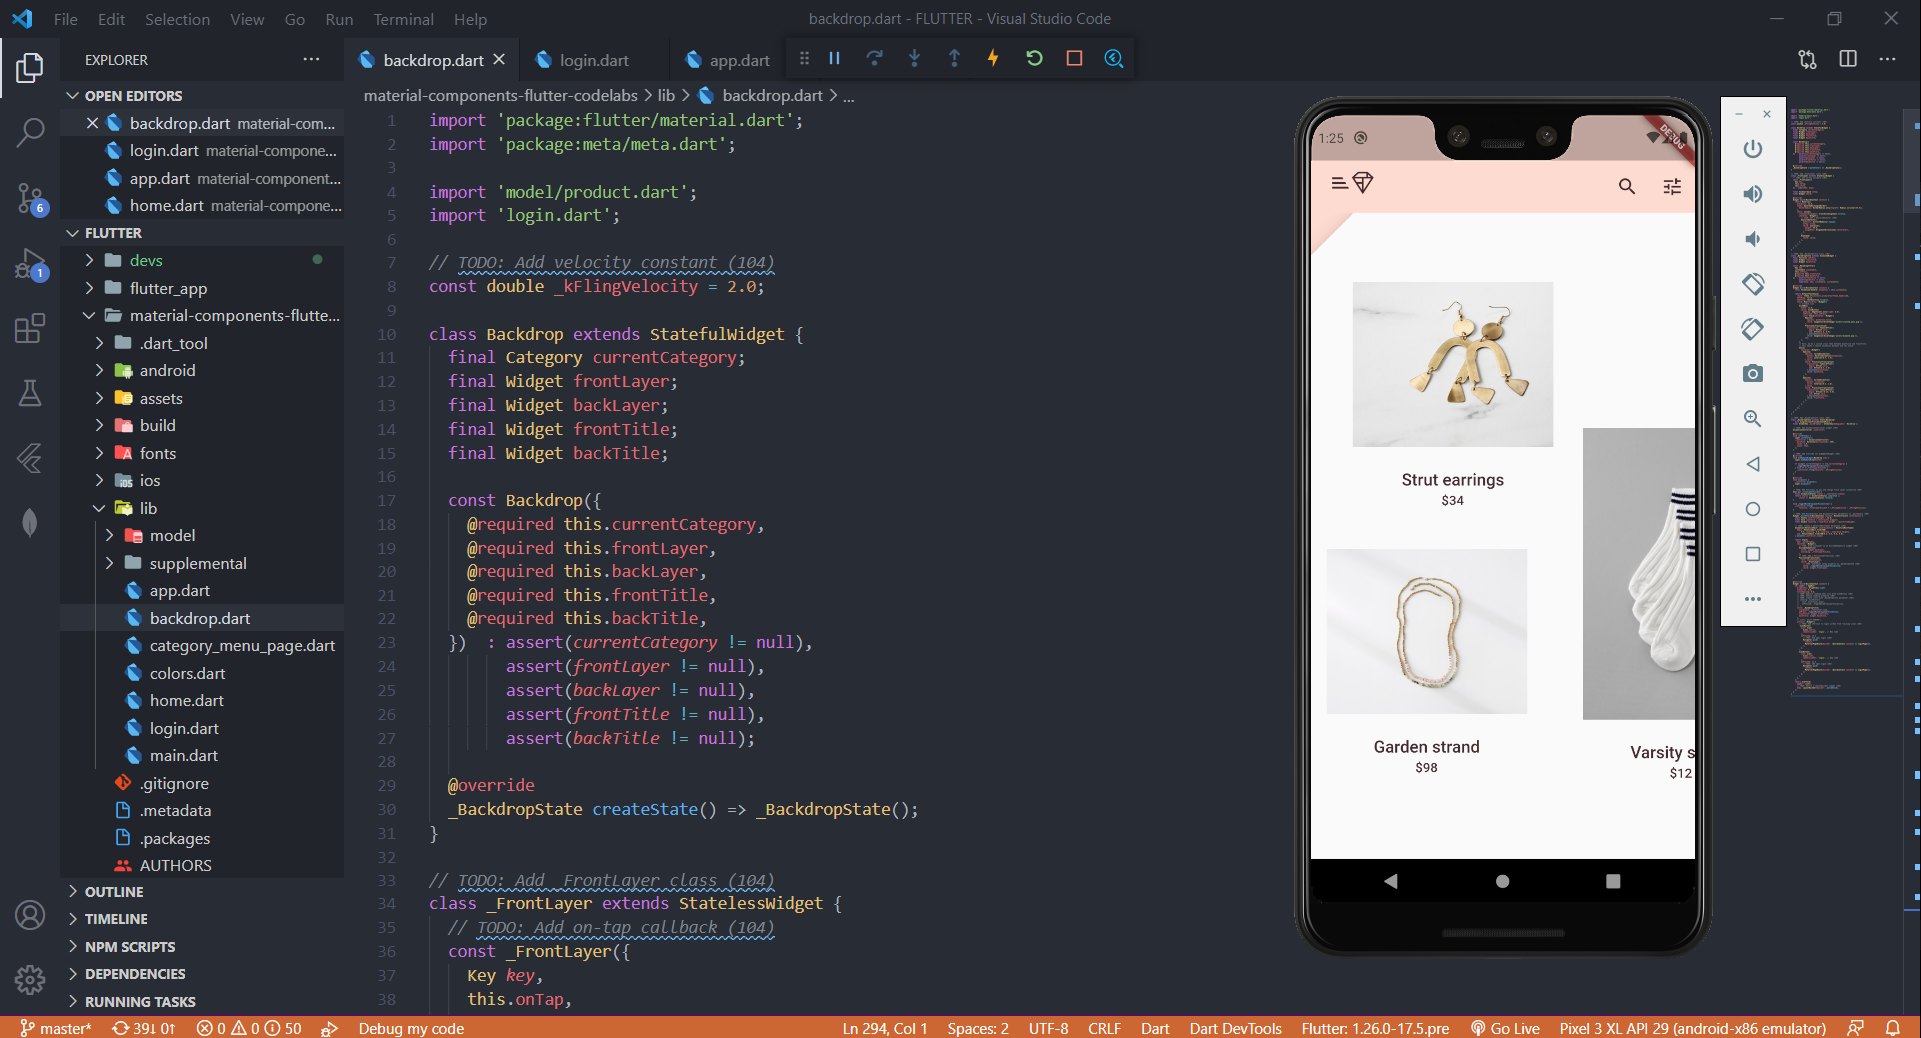 File Edit Selection View Go Run Terminal Help
backdrop.dart - FLUTTER - Visual Studio Code
EXPLORER
OPEN EDITORS
backdrop.dart material-com...
login.dart material-compone...
app.dart material-component...
home.dart material-compone...
FLUTTER
devs
flutter_app
material-components-flutte...
.dart_tool
android
assets
build
fonts
ios
lib
model
supplemental
app.dart
backdrop.dart
category_menu_page.dart
colors.dart
home.dart
login.dart
main.dart
.gitignore
.metadata
.packages
AUTHORS
OUTLINE
TIMELINE
NPM SCRIPTS
DEPENDENCIES
RUNNING TASKS
6
1
backdrop.dart login.dart app.dart
material-components-flutter-codelabs > lib > backdrop.dart > ...
1 import 'package:flutter/material.dart';
2 import 'package:meta/meta.dart';
3
4 import 'model/product.dart';
5 import 'login.dart';
6
7 // TODO: Add velocity constant (104)
8 const double _kFlingVelocity = 2.0;
9
10 class Backdrop extends StatefulWidget {
11 final Category currentCategory;
12 final Widget frontLayer;
13 final Widget backLayer;
14 final Widget frontTitle;
15 final Widget backTitle;
16
17 const Backdrop({
18 @required this.currentCategory,
19 @required this.frontLayer,
20 @required this.backLayer,
21 @required this.frontTitle,
22 @required this.backTitle,
23 }) : assert(currentCategory != null),
24 assert(frontLayer != null),
25 assert(backLayer != null),
26 assert(frontTitle != null),
27 assert(backTitle != null);
28
29 @override
30 _BackdropState createState() => _BackdropState();
31 }
32
33 // TODO: Add _FrontLayer class (104)
34 class _FrontLayer extends StatelessWidget {
35 // TODO: Add on-tap callback (104)
36 const _FrontLayer({
37 Key key,
38 this.onTap,
1:25
DEBUG
Strut earrings
$34
Garden strand
$98
Varsity s
$12
master* 39↓ 0↑ 0 0 50 Debug my code
Ln 294, Col 1 Spaces: 2 UTF-8 CRLF Dart Dart DevTools Flutter: 1.26.0-17.5.pre Go Live Pixel 3 XL API 29 (android-x86 emulator)